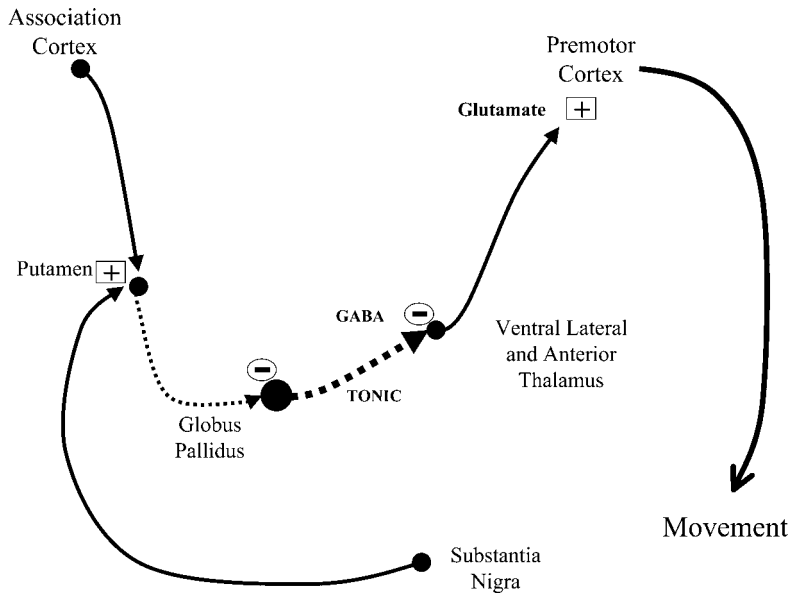 Association
Cortex
Premotor
Cortex
Glutamate +
Putamen +
GABA -
Ventral Lateral
and Anterior
Thalamus
-
TONIC
Globus
Pallidus
Substantia
Nigra
Movement